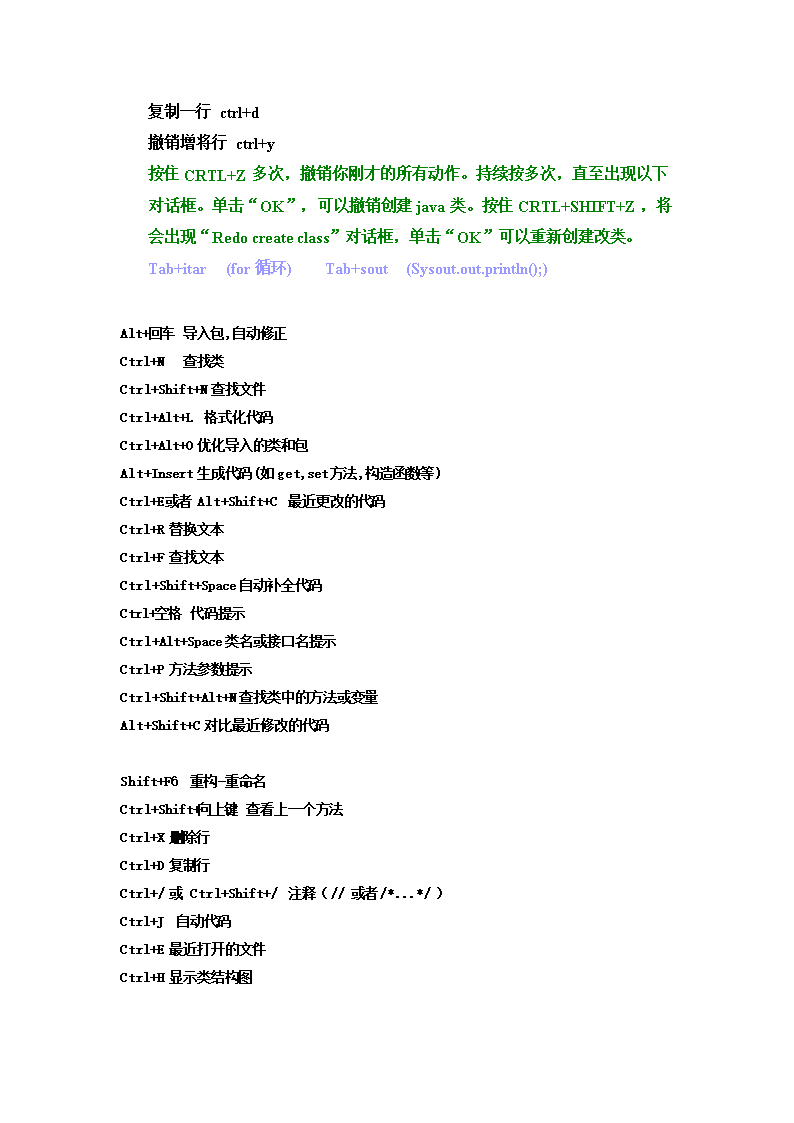 复制一行 ctrl+d
撤销增将行 ctrl+y
按住 CRTL+Z 多次，撤销你刚才的所有动作。持续按多次，直至出现以下
对话框。单击“OK”，可以撤销创建 java 类。按住 CRTL+SHIFT+Z ，将
会出现“Redo create class”对话框，单击“OK”可以重新创建改类。
Tab+itar (for 循环) Tab+sout (Sysout.out.println();)
Alt+回车 导入包,自动修正
Ctrl+N 查找类
Ctrl+Shift+N 查找文件
Ctrl+Alt+L 格式化代码
Ctrl+Alt+O 优化导入的类和包
Alt+Insert 生成代码(如 get,set 方法,构造函数等)
Ctrl+E或者 Alt+Shift+C 最近更改的代码
Ctrl+R 替换文本
Ctrl+F 查找文本
Ctrl+Shift+Space 自动补全代码
Ctrl+空格 代码提示
Ctrl+Alt+Space 类名或接口名提示
Ctrl+P 方法参数提示
Ctrl+Shift+Alt+N 查找类中的方法或变量
Alt+Shift+C 对比最近修改的代码
Shift+F6 重构-重命名
Ctrl+Shift+向上键 查看上一个方法
Ctrl+X 删除行
Ctrl+D 复制行
Ctrl+/ 或 Ctrl+Shift+/ 注释（// 或者/*...*/ ）
Ctrl+J 自动代码
Ctrl+E 最近打开的文件
Ctrl+H 显示类结构图